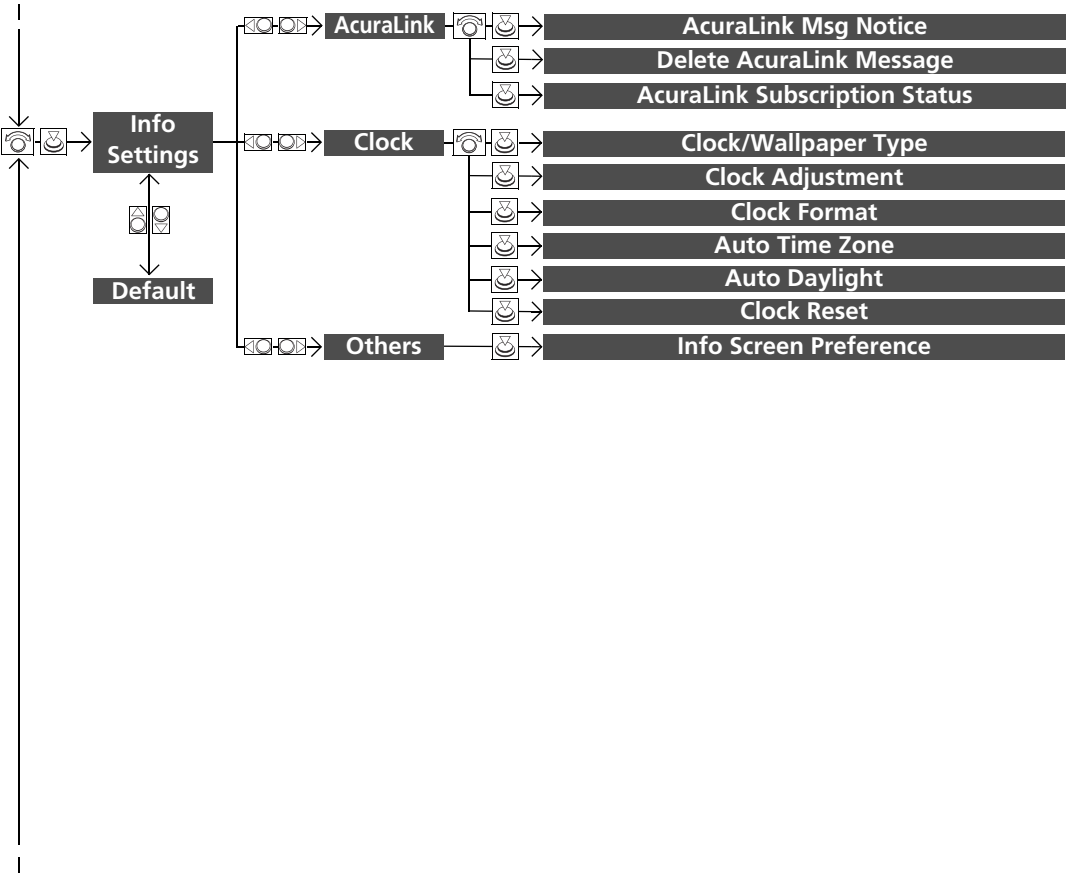 AcuraLink
AcuraLink Msg Notice
Delete AcuraLink Message
AcuraLink Subscription Status
Info
Settings
Clock
Clock/Wallpaper Type
Clock Adjustment
Clock Format
Auto Time Zone
Auto Daylight
Clock Reset
Default
Others
Info Screen Preference